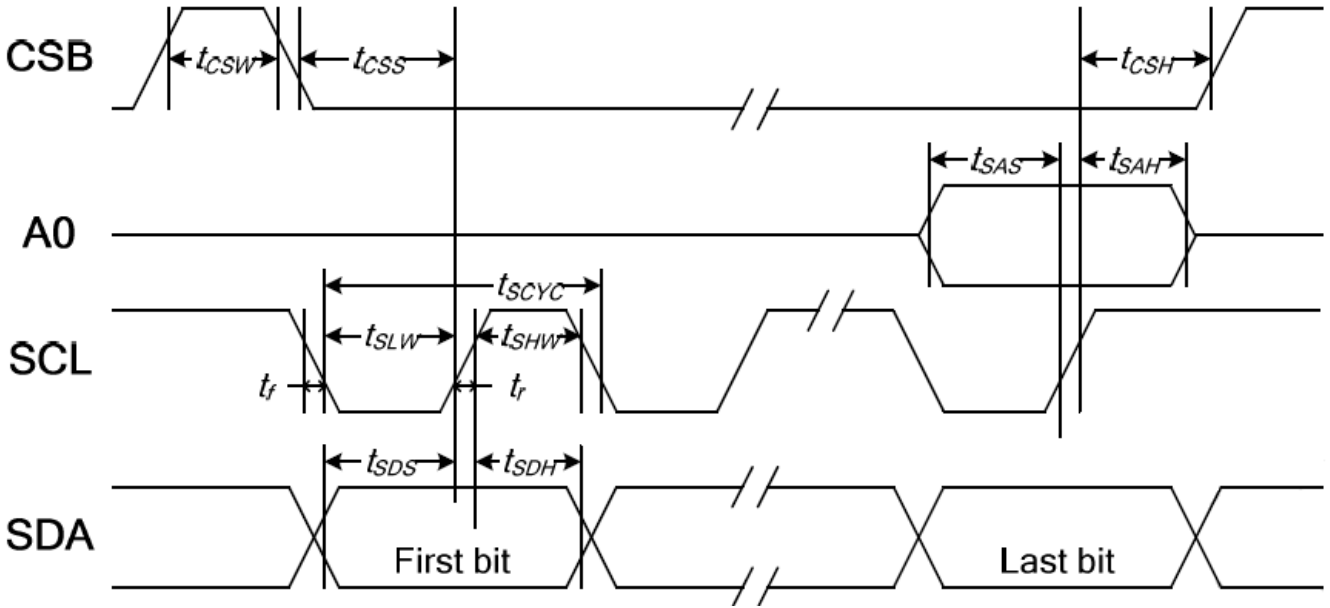 CSB
tCSW
tCSS
tCSH
A0
tSAS
tSAH
tSCYC
SCL
tSLW
tSHW
tf
tr
SDA
tSDS
tSDH
First bit
Last bit